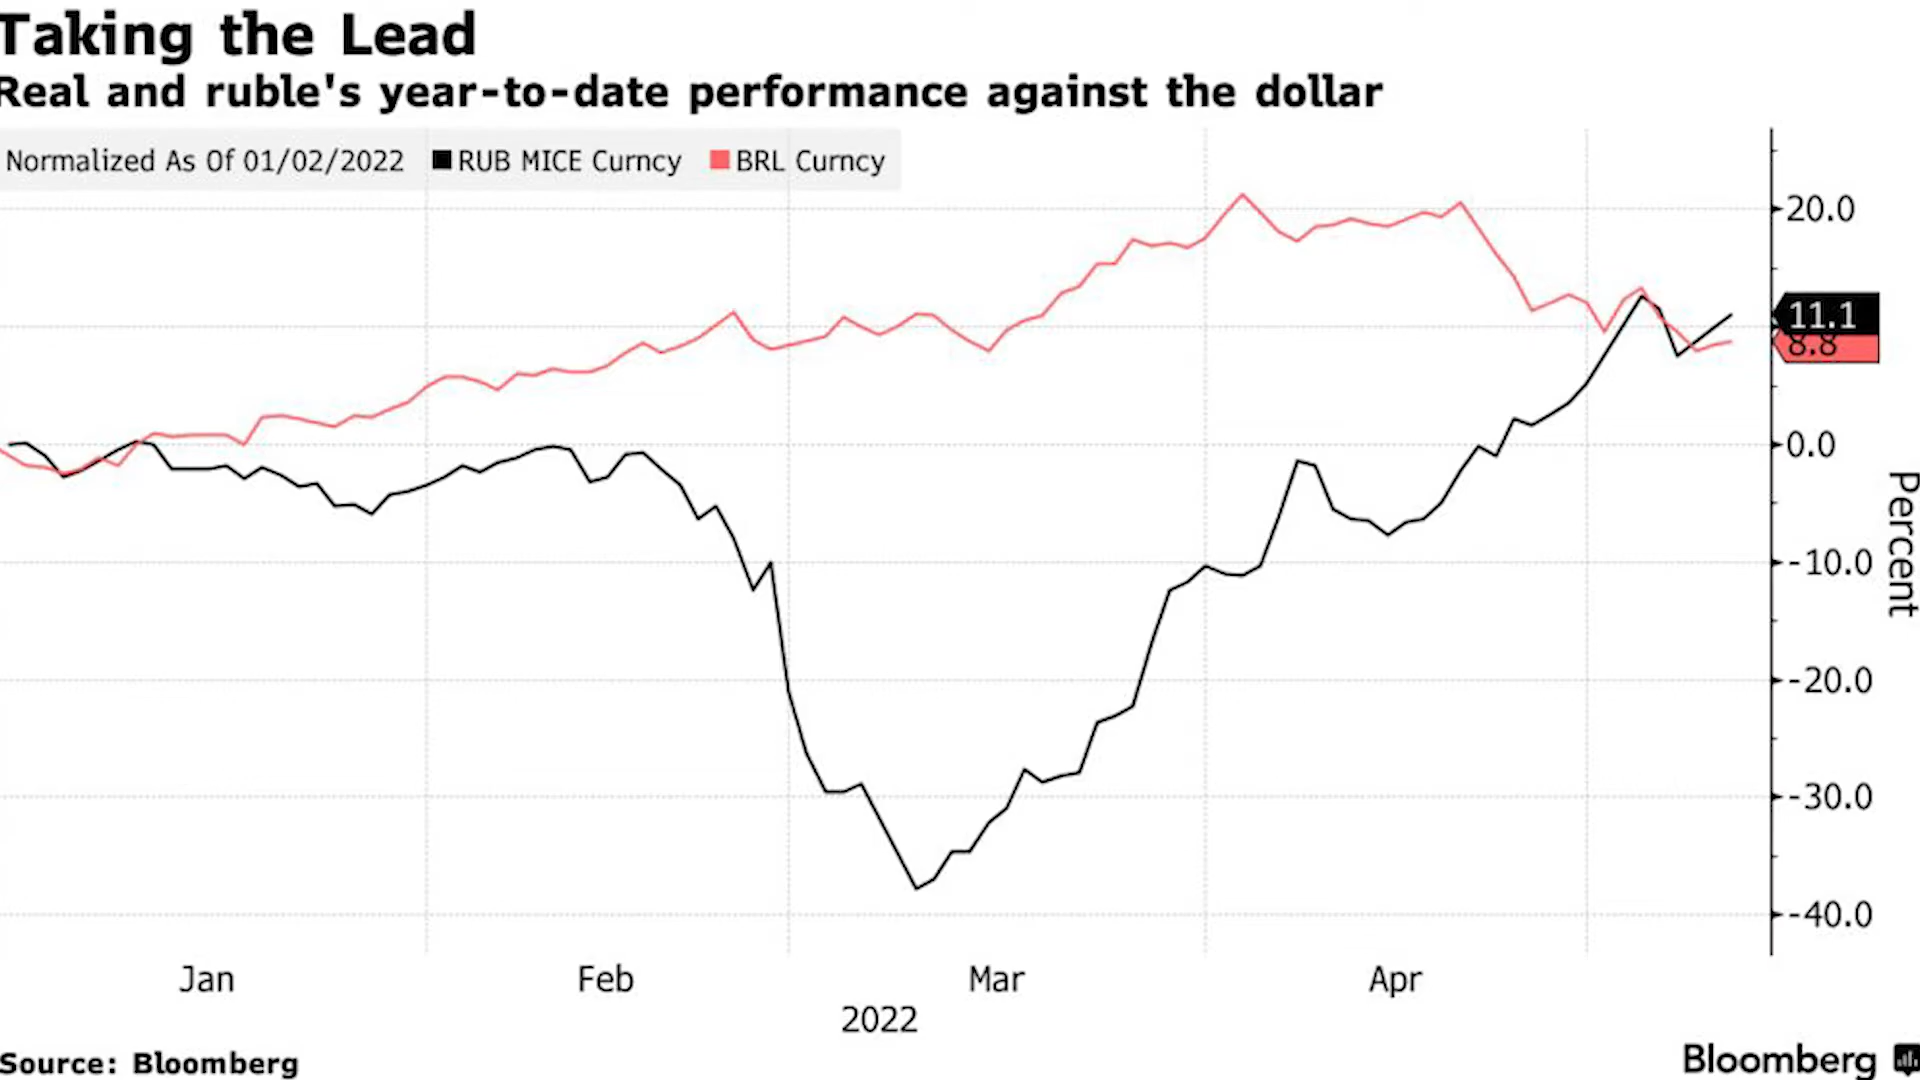 Taking the Lead
Real and ruble's year-to-date performance against the dollar
Normalized As Of 01/02/2022 RUB MICE Curncy BRL Curncy
20.0
11.1
8.8
0.0
-10.0
-20.0
-30.0
-40.0
Percent
Jan Feb Mar Apr
2022
Source: Bloomberg
Bloomberg